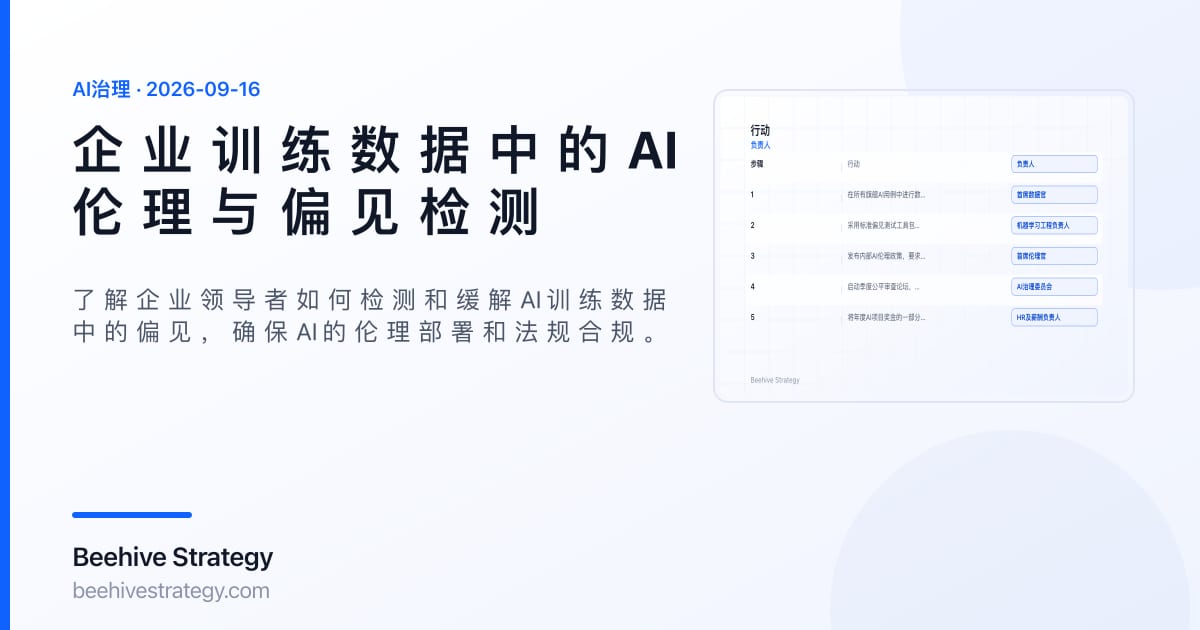 AI治理 · 2026-09-16
企业训练数据中的AI
伦理与偏见检测
了解企业领导者如何检测和缓解AI训练数据
中的偏见，确保AI的伦理部署和法规合规。
Beehive Strategy
beehivestrategy.com
行动
负责人
步骤 行动 负责人
1 在所有旗舰AI用例中进行数... 首席数据官
2 采用标准偏见测试工具包... 机器学习工程负责人
3 发布内部AI伦理政策，要求... 首席伦理官
4 启动季度公平审查论坛，... AI治理委员会
5 将年度AI项目奖金的一部分... HR及薪酬负责人
Beehive Strategy